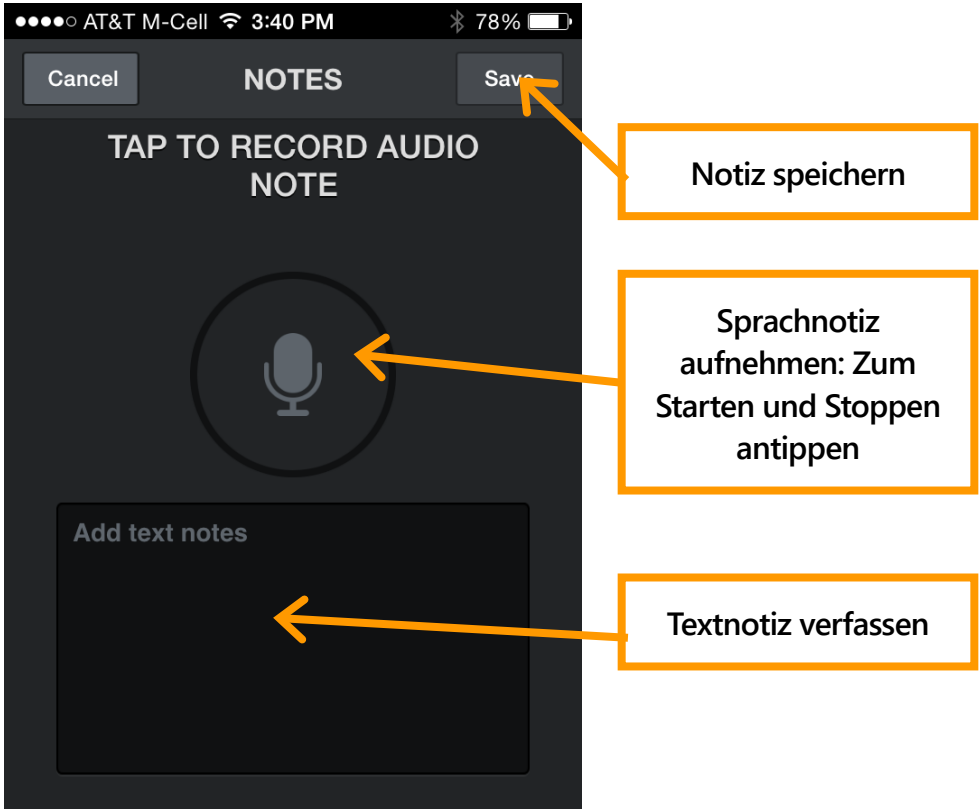 ●●●●○ AT&T M-Cell 3:40 PM 78%
Cancel NOTES Save
TAP TO RECORD AUDIO
NOTE
Notiz speichern
Sprachnotiz
aufnehmen: Zum
Starten und Stoppen
antippen
Add text notes
Textnotiz verfassen